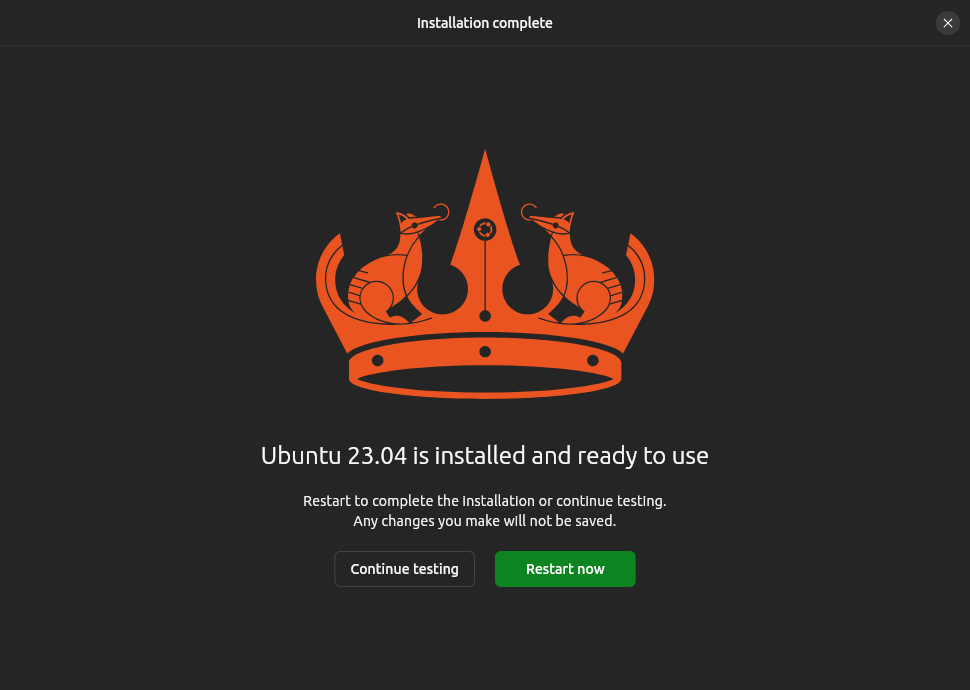 Installation complete
Ubuntu 23.04 is installed and ready to use
Restart to complete the installation or continue testing.
Any changes you make will not be saved.
Continue testing
Restart now